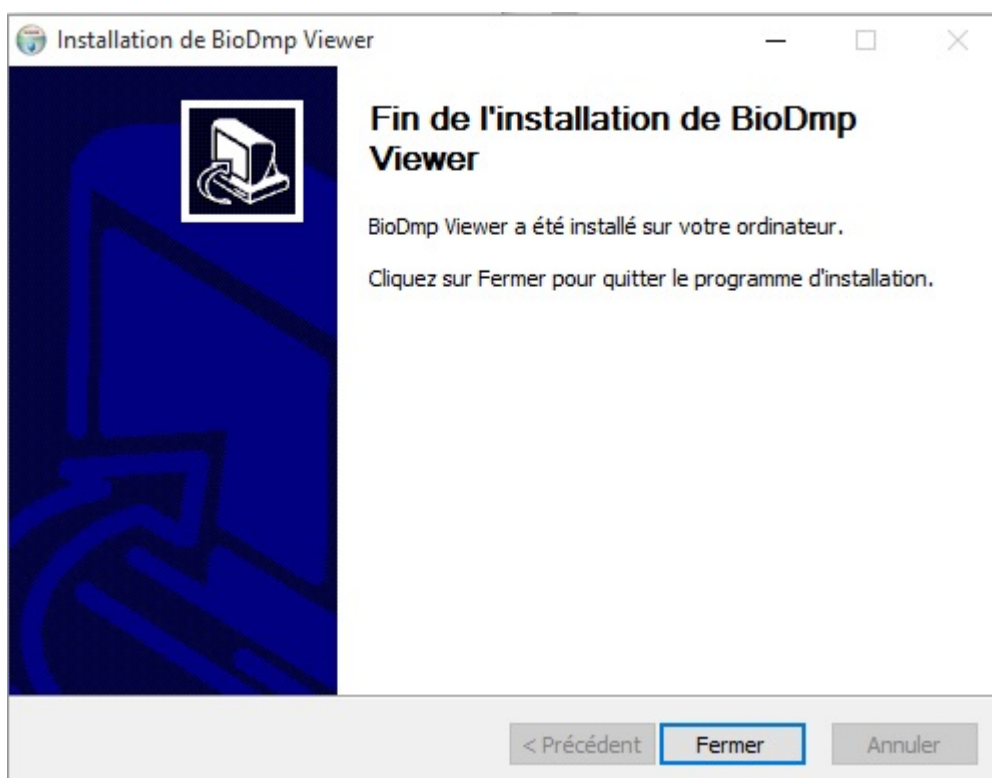 Installation de BioDmp Viewer
Fin de l'installation de BioDmp
Viewer
BioDmp Viewer a été installé sur votre ordinateur.
Cliquez sur Fermer pour quitter le programme d'installation.
< Précédent Fermer Annuler